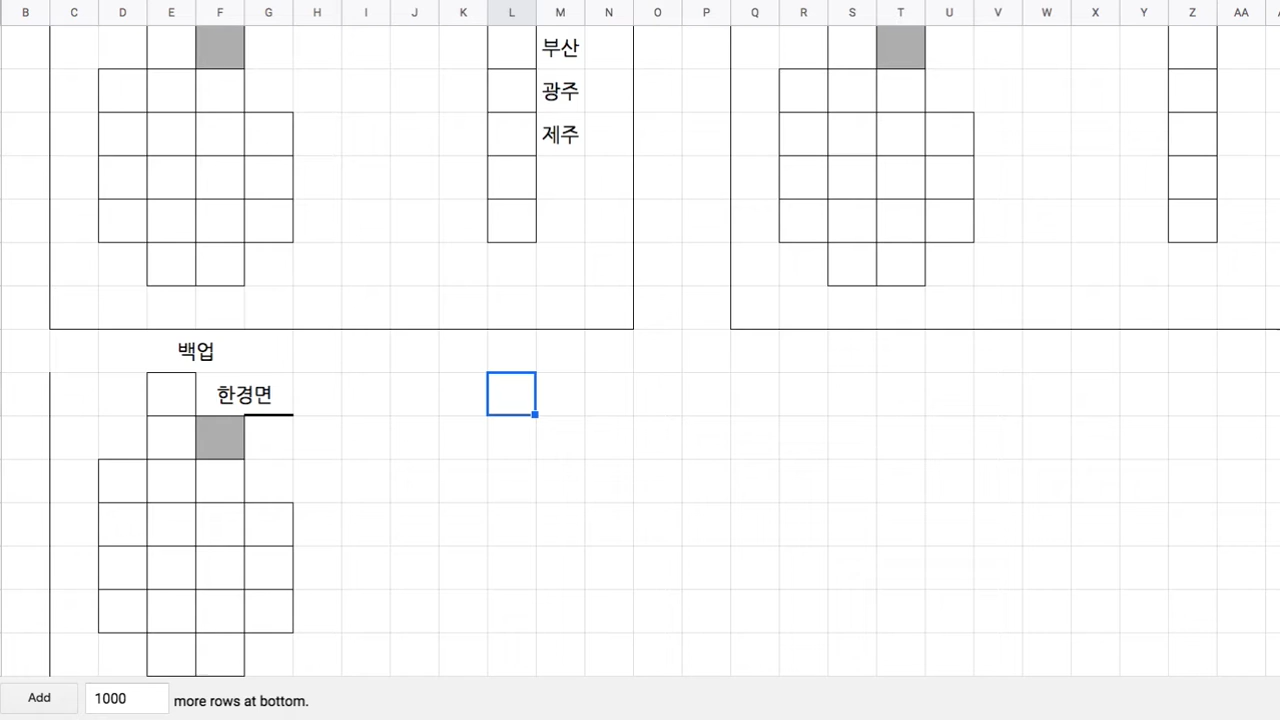 B C D E F G H I J K L M N O P Q R S T U V W X Y Z AA
부산
광주
제주
백업
한경면
Add 1000 more rows at bottom.